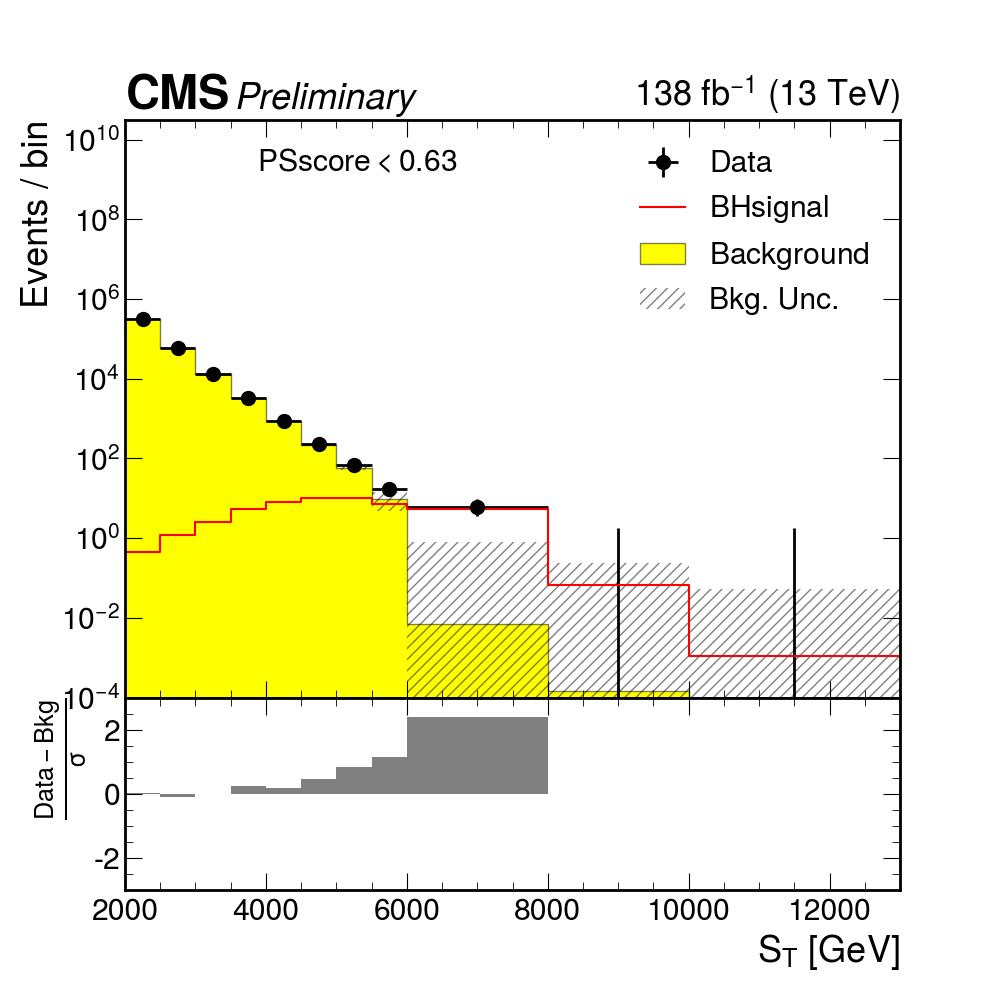 CMS Preliminary 138 fb⁻¹ (13 TeV)
Events / bin
10¹⁰
10⁸
10⁶
10⁴
10²
10⁰
10⁻²
10⁻⁴
PSscore < 0.63
Data
BHsignal
Background
Bkg. Unc.
Data − Bkg
σ
2
0
-2
2000 4000 6000 8000 10000 12000
S_T [GeV]